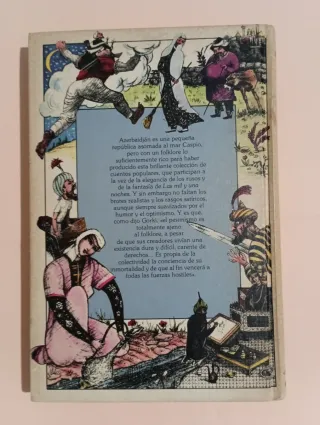 Azerbaidján es una pequeña
república asomada al mar Caspio,
pero con un folklore lo
suficientemente rico para haber
producido esta brillante colección de
cuentos populares, que participan a
la vez de la elegancia de los rusos y
de la fantasía de Las mil y una
noches. Y sin embargo no faltan los
brotes realistas y los rasgos satíricos,
aunque siempre suavizados por el
humor y el optimismo. Y es que
como dijo Gorki, «el pesimismo es
totalmente ajeno
al folklore, a pesar
de que sus creadores vivían una
existencia dura y difícil, carente de
derechos... Es propia de la
colectividad la conciencia de su
inmortalidad y de que al fin vencerá a
todas las fuerzas hostiles».